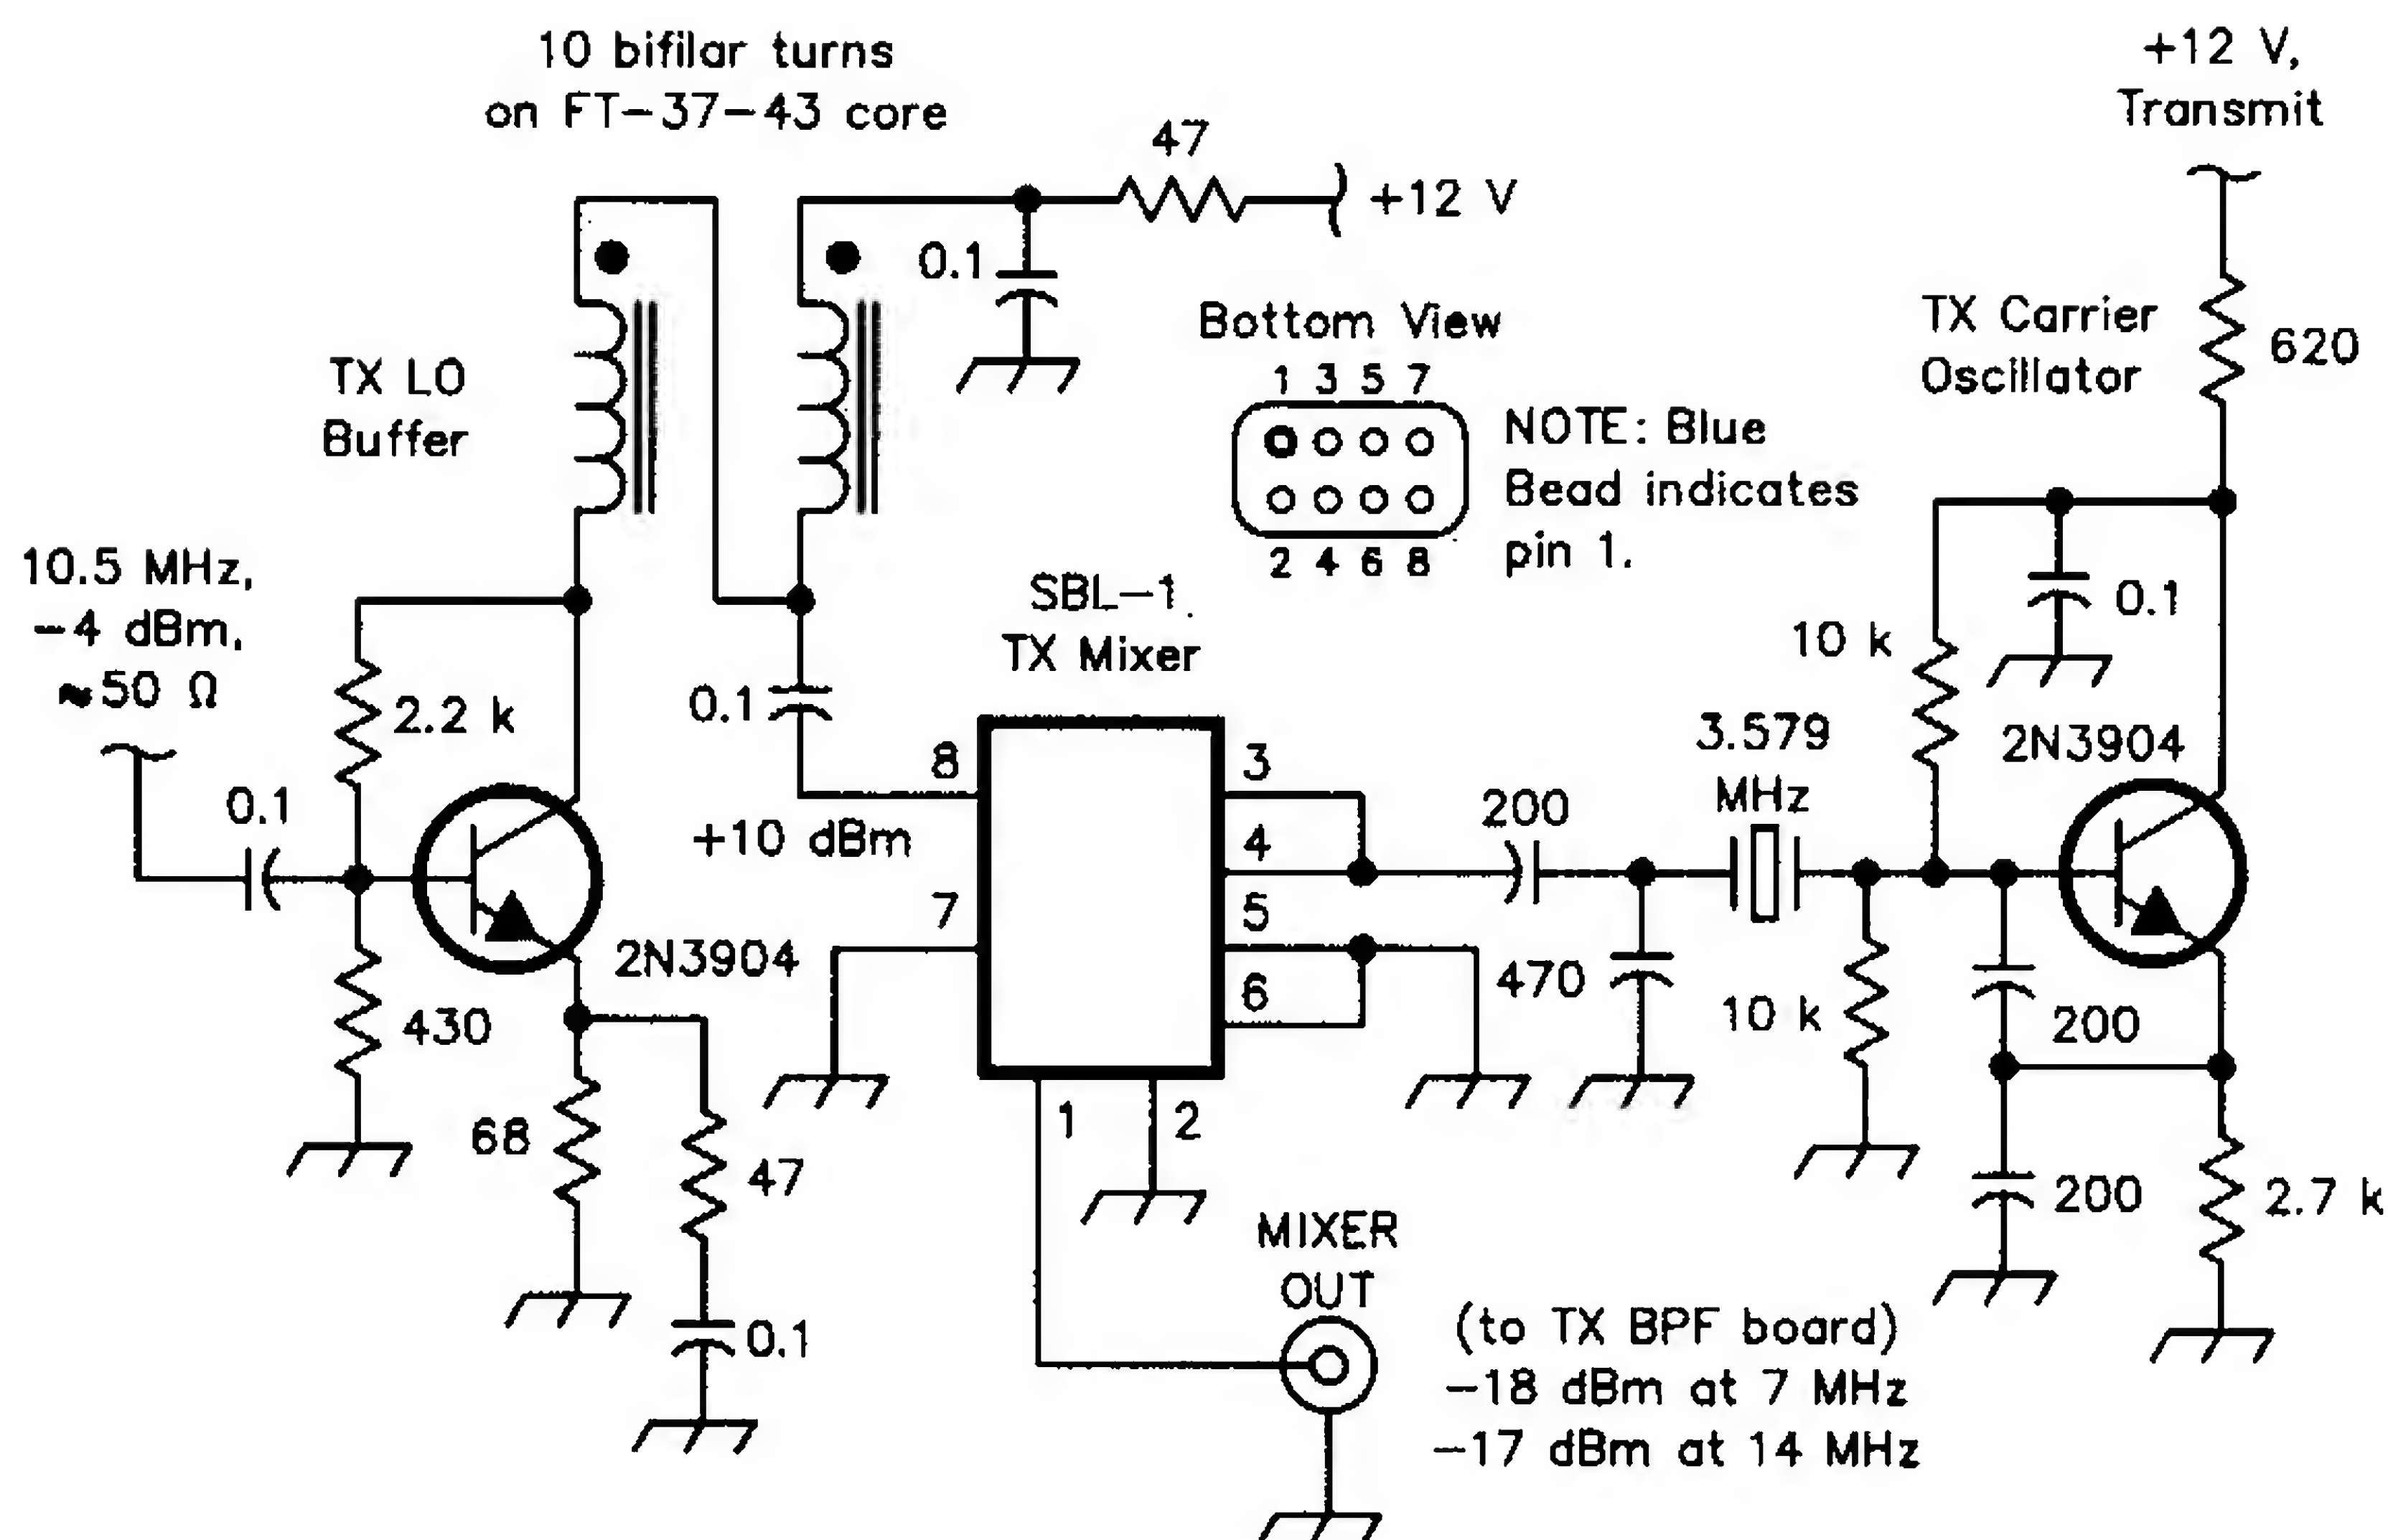 10 bifilar turns
on FT-37-43 core
+12 V,
Transmit
47
+12 V
0.1
Bottom View
1 3 5 7
2 4 6 8
NOTE: Blue
Bead indicates
pin 1.
TX Carrier
Oscillator
620
TX LO
Buffer
10.5 MHz,
-4 dBm,
≈50 Ω
2.2 k
0.1
0.1
SBL-1
TX Mixer
10 k
0.1
3.579
MHz
2N3904
8
+10 dBm
7
3
4
5
6
1
2
200
470
10 k
200
200
2.7 k
2N3904
430
68
47
0.1
MIXER
OUT
(to TX BPF board)
-18 dBm at 7 MHz
-17 dBm at 14 MHz